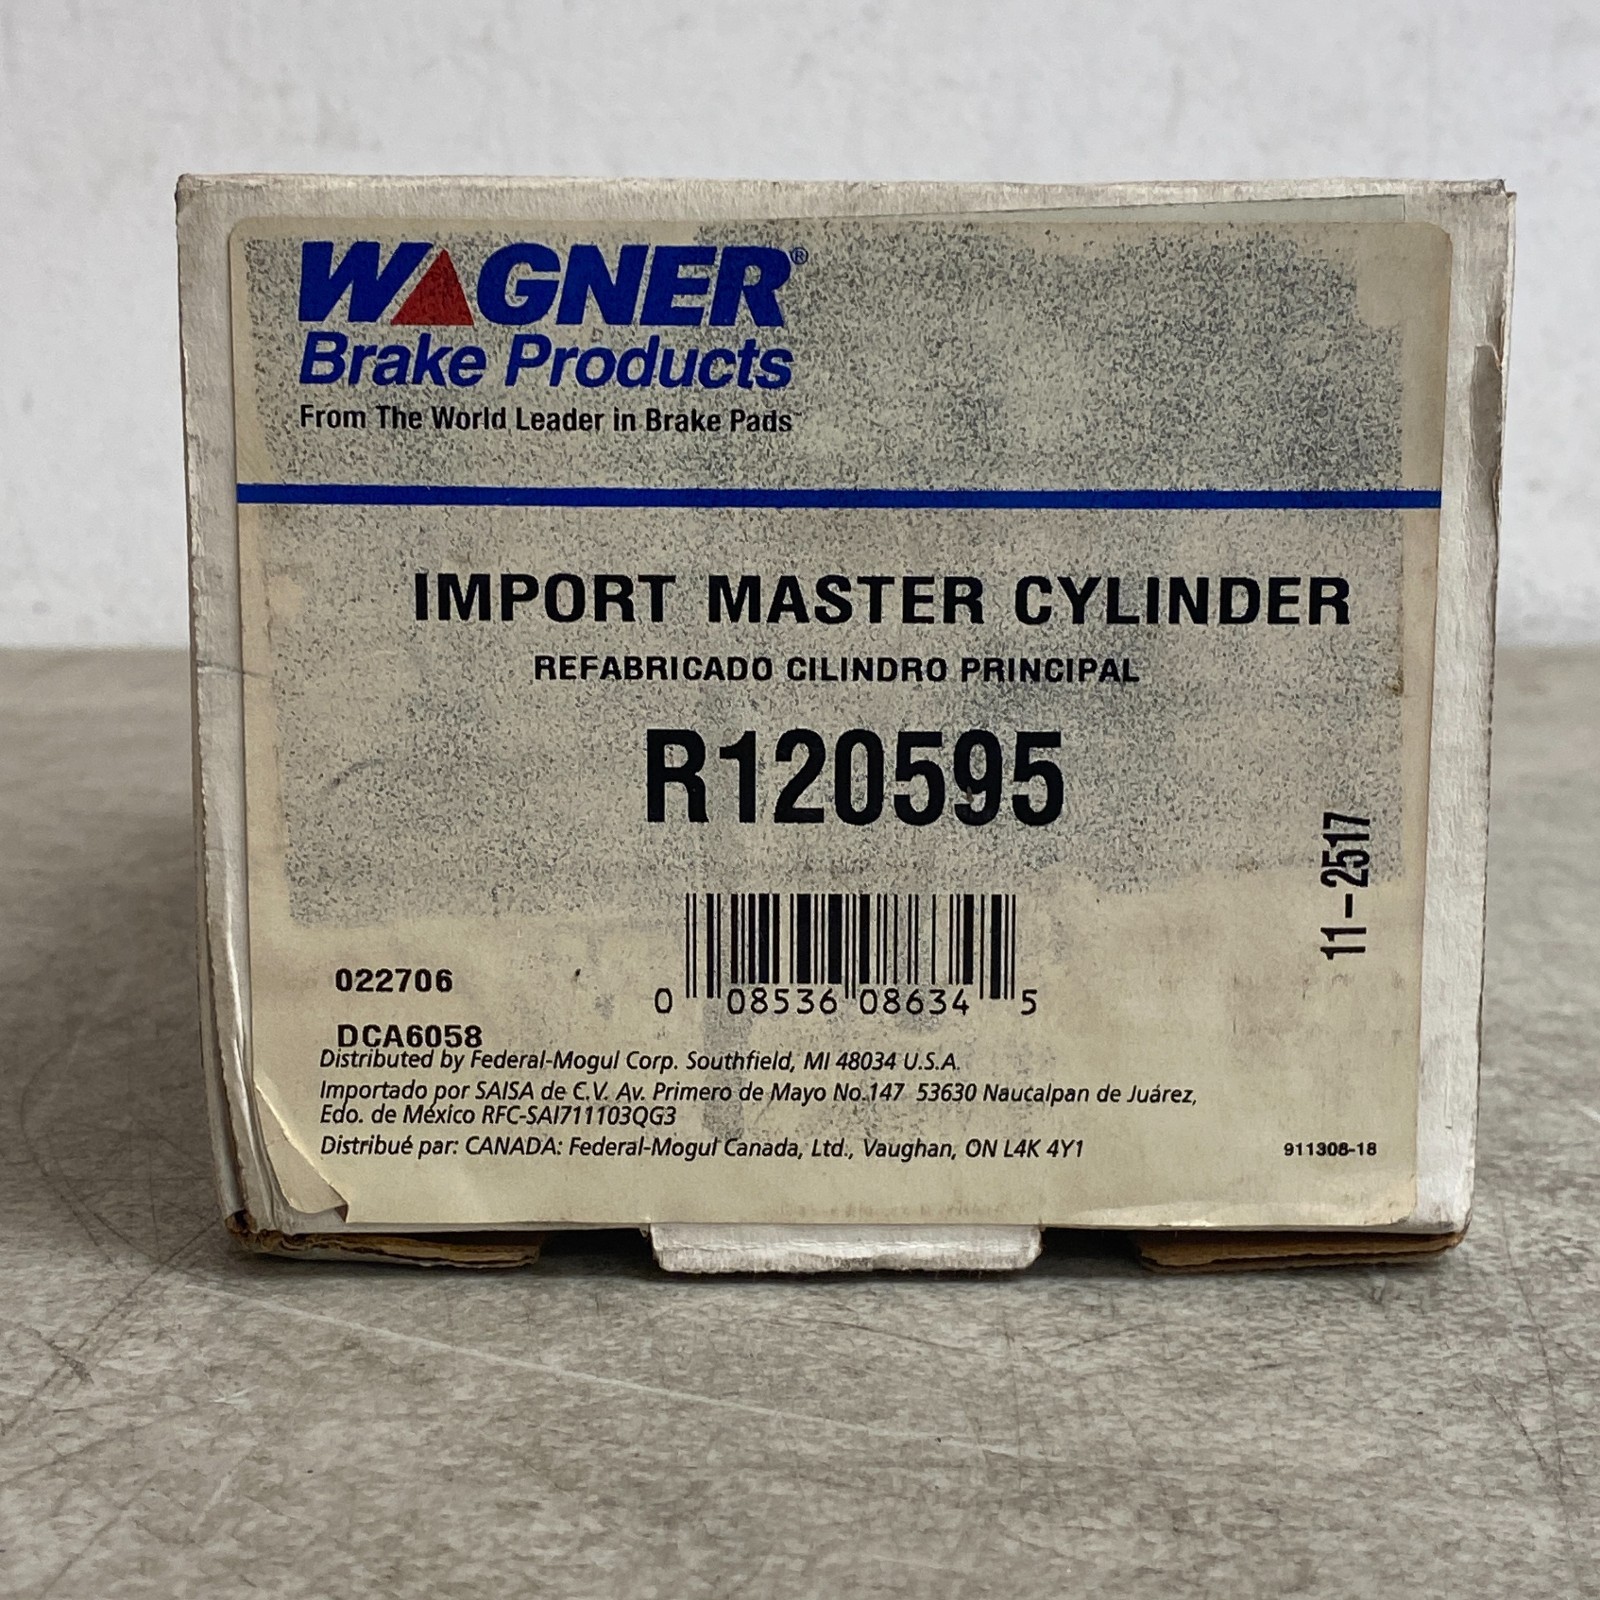 WAGNER®
Brake Products
From The World Leader in Brake Pads™
IMPORT MASTER CYLINDER
REFABRICADO CILINDRO PRINCIPAL
R120595
11-2517
0 08536 08634 5
022706
DCA6058
Distributed by Federal-Mogul Corp. Southfield, MI 48034 U.S.A.
Importado por SAISA de C.V. Av. Primero de Mayo No.147 53630 Naucalpan de Juárez,
Edo. de México RFC-SAI711103QG3
Distribué par: CANADA: Federal-Mogul Canada, Ltd., Vaughan, ON L4K 4Y1
911308-18